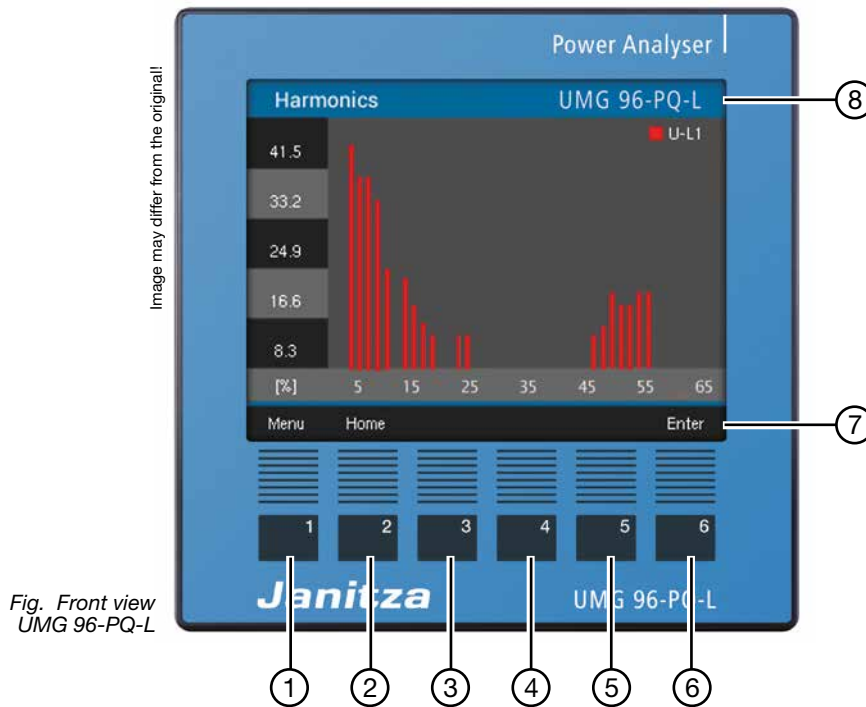 Power Analyser
Image may differ from the original!
Harmonics UMG 96-PQ-L
8
U-L1
41.5
33.2
24.9
16.6
8.3
[%] 5 15 25 35 45 55 65
Menu Home Enter
7
1 2 3 4 5 6
Fig. Front view
UMG 96-PQ-L
Janitza UMG 96-PQ-L
1 2 3 4 5 6